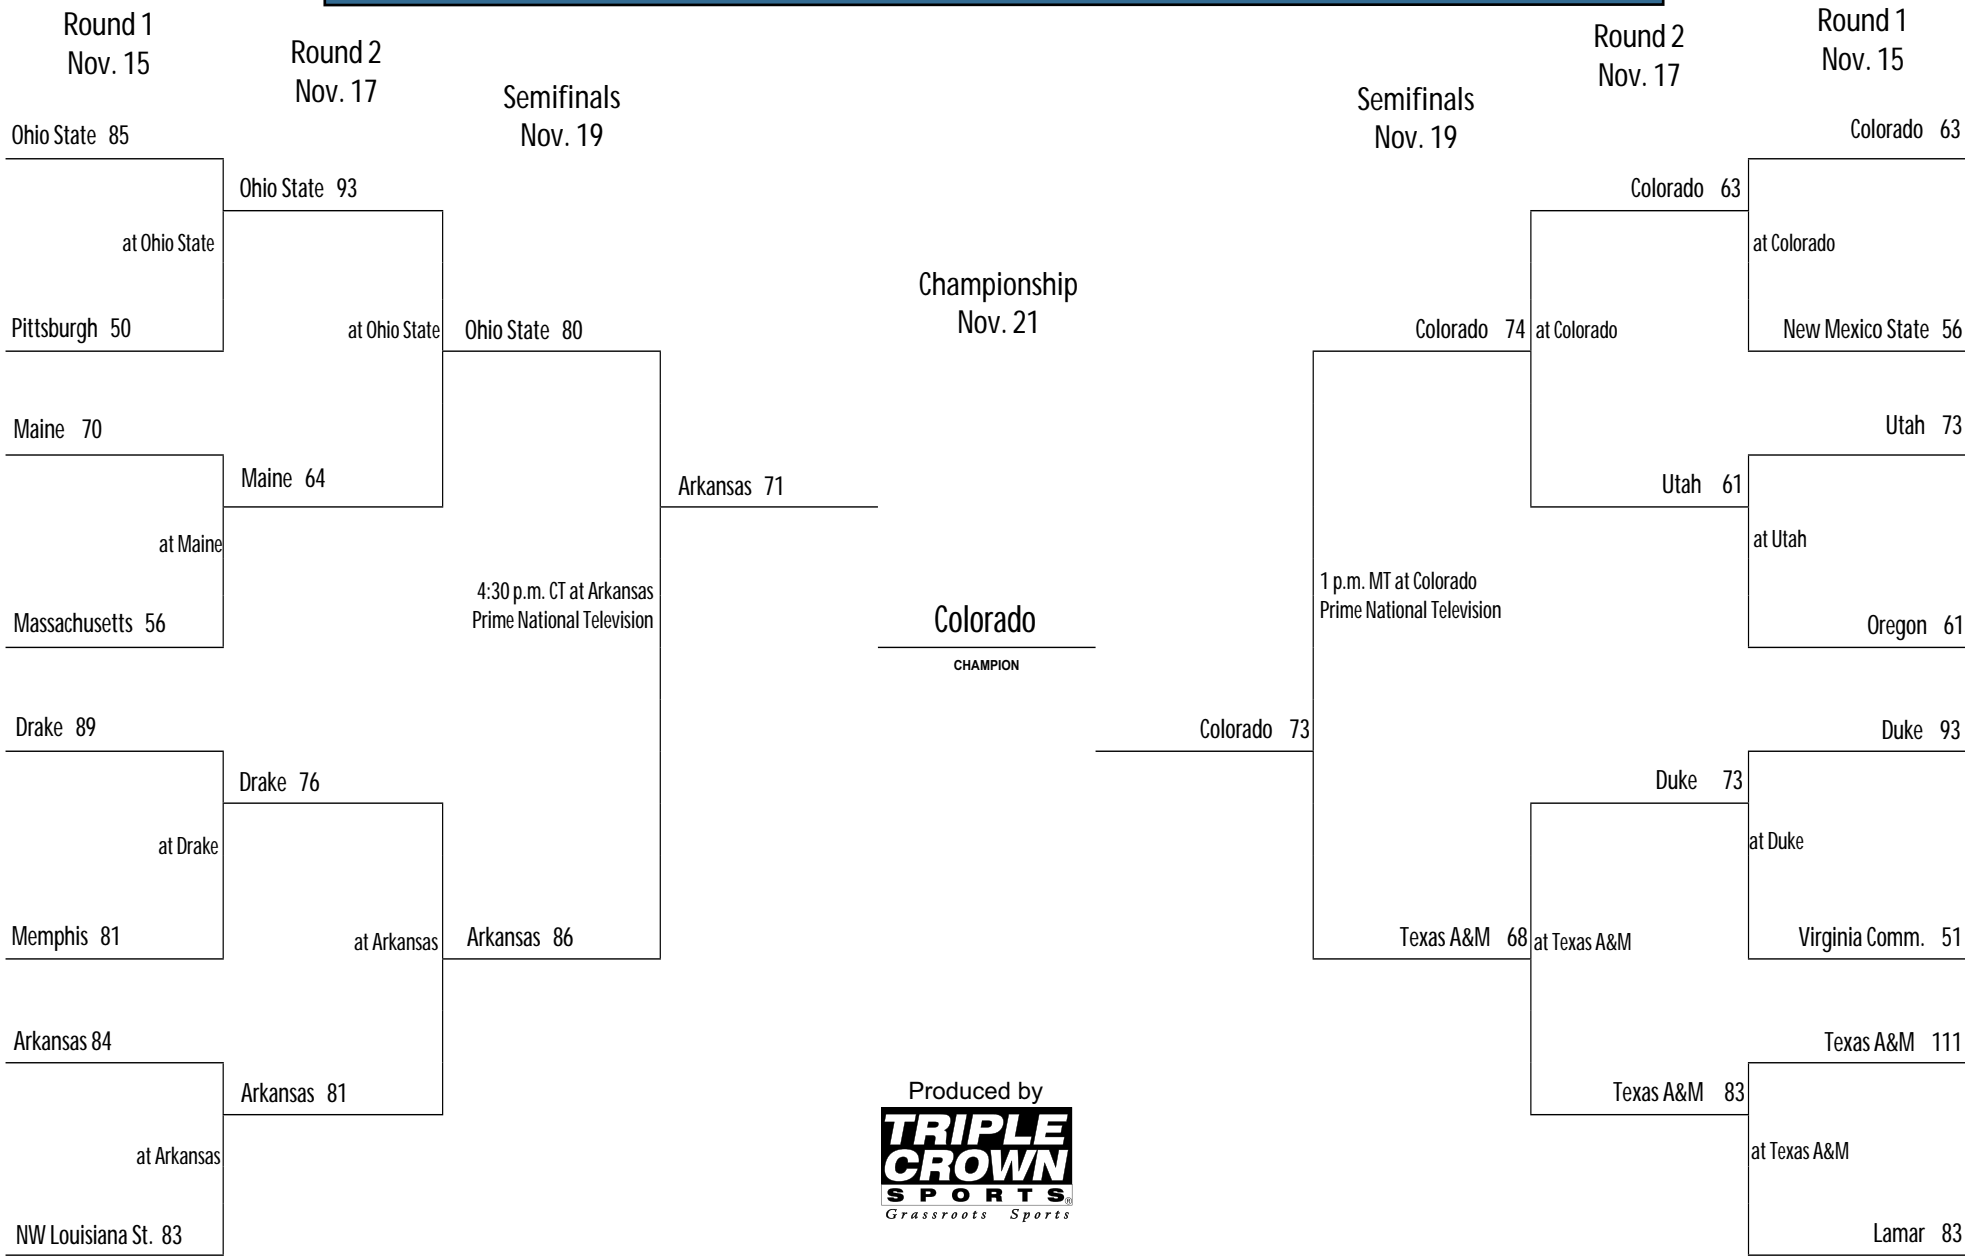 Round 1
Nov. 15
Round 2
Nov. 17
Semifinals
Nov. 19
Ohio State 85
at Ohio State
Pittsburgh 50
Maine 70
at Maine
Massachusetts 56
Drake 89
at Drake
Memphis 81
Arkansas 84
at Arkansas
NW Louisiana St. 83
Ohio State 93
at Ohio State
Maine 64
Drake 76
at Arkansas
Arkansas 81
Ohio State 80
4:30 p.m. CT at Arkansas
Prime National Television
Arkansas 86
Arkansas 71
Championship
Nov. 21
Colorado
CHAMPION
Colorado 73
Semifinals
Nov. 19
Round 2
Nov. 17
Round 1
Nov. 15
Colorado 74
1 p.m. MT at Colorado
Prime National Television
Texas A&M 68
Colorado 63
at Colorado
Utah 61
Duke 73
at Texas A&M
Texas A&M 83
Colorado 63
at Colorado
New Mexico State 56
Utah 73
at Utah
Oregon 61
Duke 93
at Duke
Virginia Comm. 51
Texas A&M 111
at Texas A&M
Lamar 83
Produced by
TRIPLE
CROWN
SPORTS®
Grassroots Sports